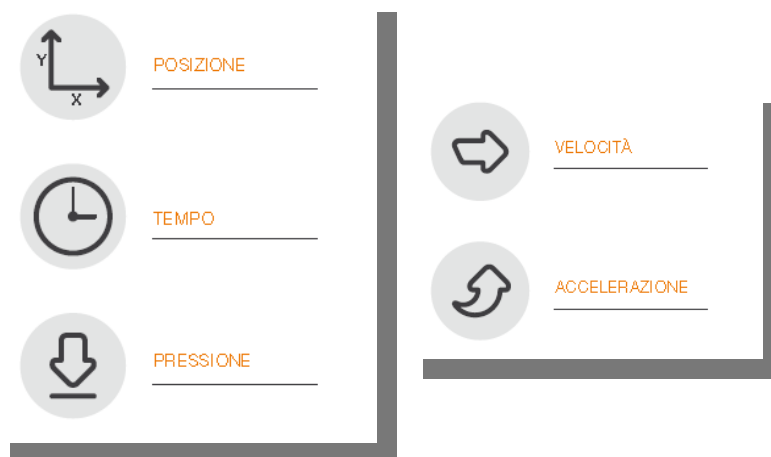 Y
X
POSIZIONE
TEMPO
PRESSIONE
VELOCITÀ
ACCELERAZIONE